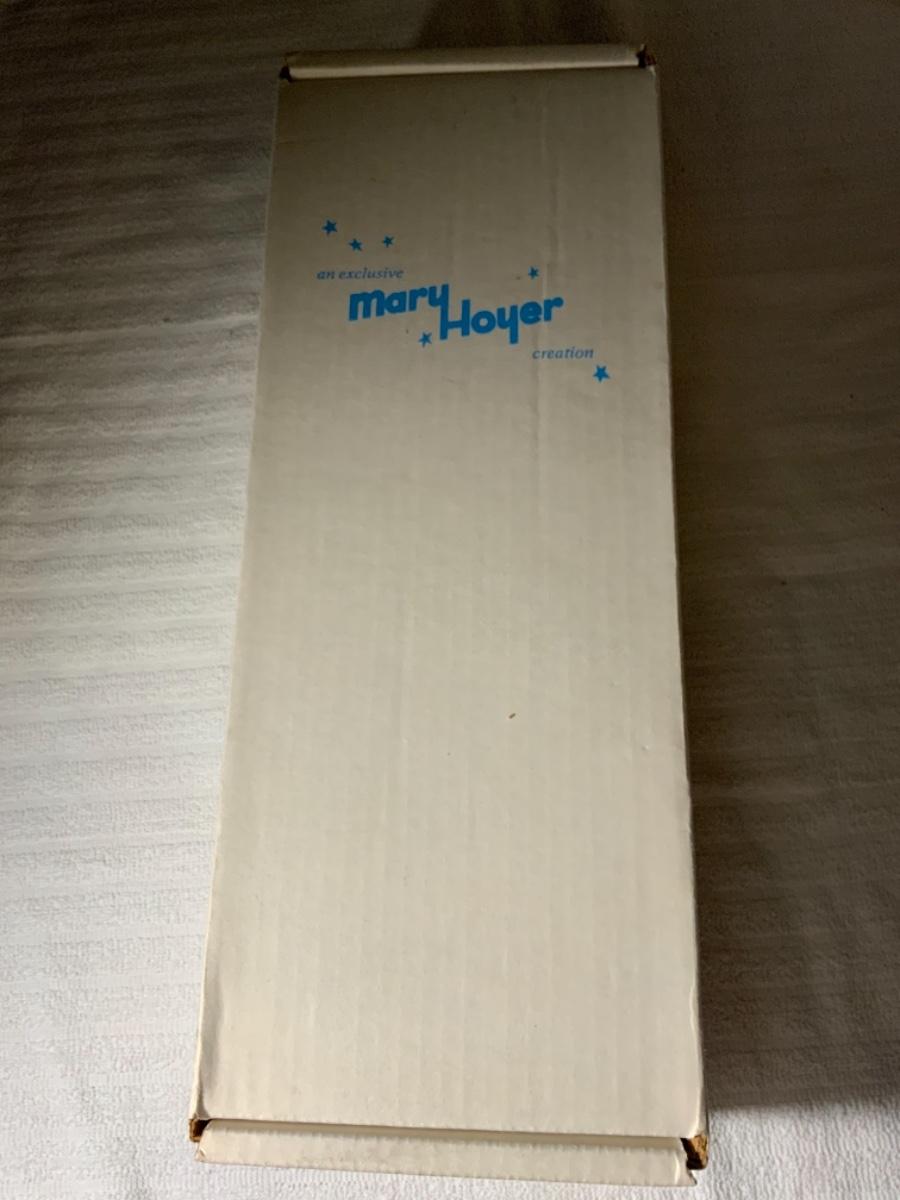 an exclusive
mary
Hoyer
creation